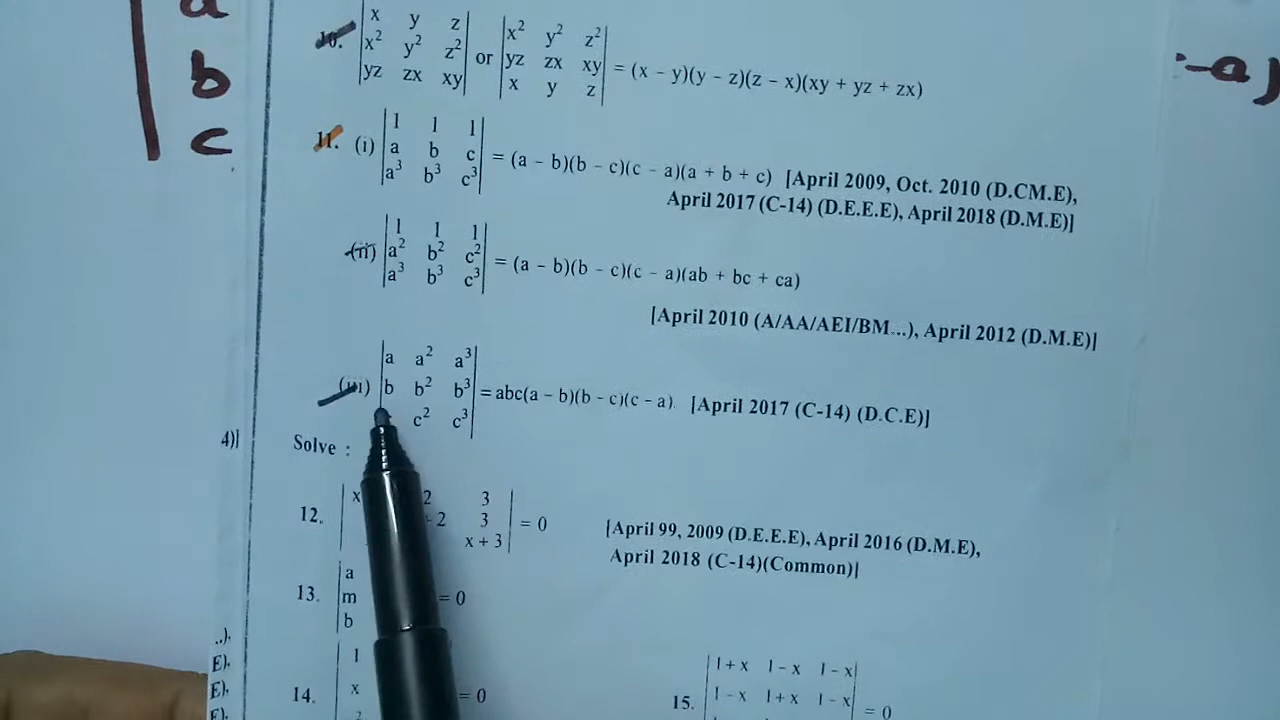 a
b
c
- a)
10. | x y z | | x² y² z² |
| x² y² z² | or | yz zx xy | = (x − y)(y − z)(z − x)(xy + yz + zx)
| yz zx xy | | x y z |
11. (i) | 1 1 1 |
| a b c | = (a − b)(b − c)(c − a)(a + b + c) [April 2009, Oct. 2010 (D.CM.E),
| a³ b³ c³ | April 2017 (C-14) (D.E.E.E), April 2018 (D.M.E)]
(ii) | 1 1 1 |
| a² b² c² | = (a − b)(b − c)(c − a)(ab + bc + ca)
| a³ b³ c³ |
[April 2010 (A/AA/AEI/BM...), April 2012 (D.M.E)]
(iii) | a a² a³ |
| b b² b³ | = abc(a − b)(b − c)(c − a). [April 2017 (C-14) (D.C.E)]
c² c³ |
4)]
Solve :
12. | x 2 3 |
2 3 | = 0 [April 99, 2009 (D.E.E.E), April 2016 (D.M.E),
x + 3 | April 2018 (C-14)(Common)]
13. | a
| m = 0
| b
..).
E),
E),
E),
14. | 1
| x = 0
2
15. | 1 + x 1 − x 1 − x |
| 1 − x 1 + x 1 − x | = 0